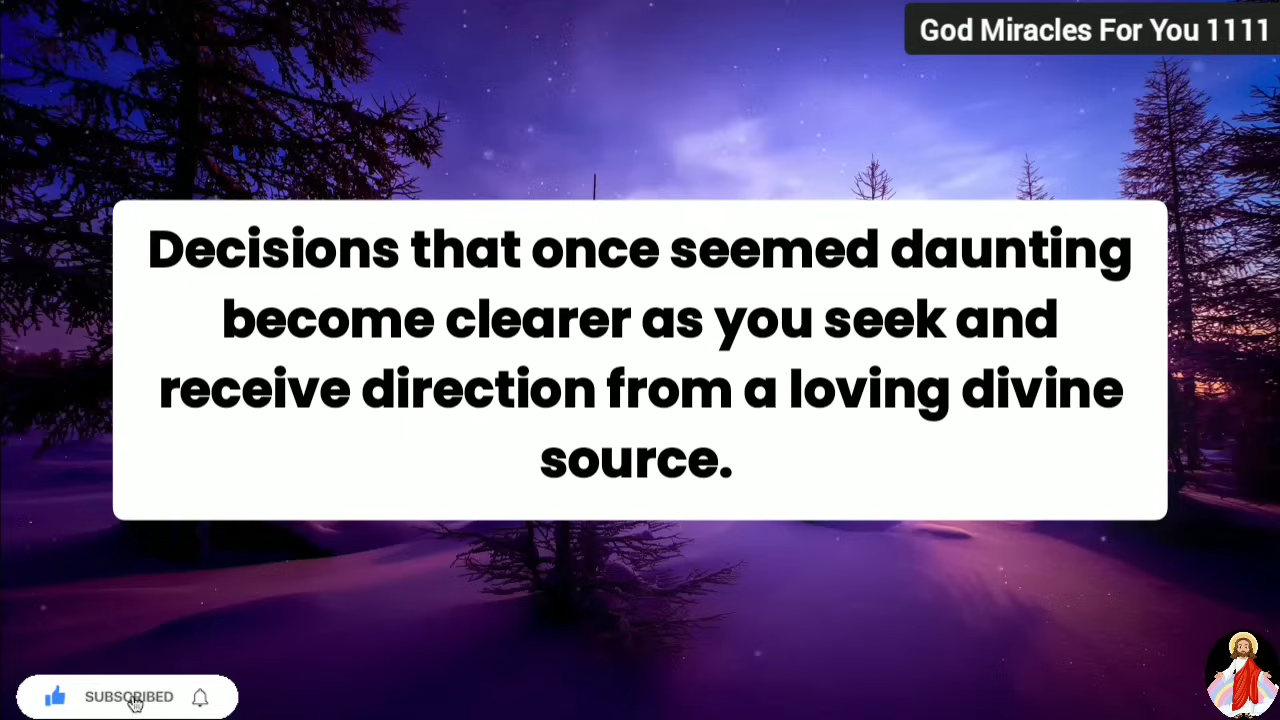 God Miracles For You 1111
Decisions that once seemed daunting
become clearer as you seek and
receive direction from a loving divine
source.
SUBSCRIBED